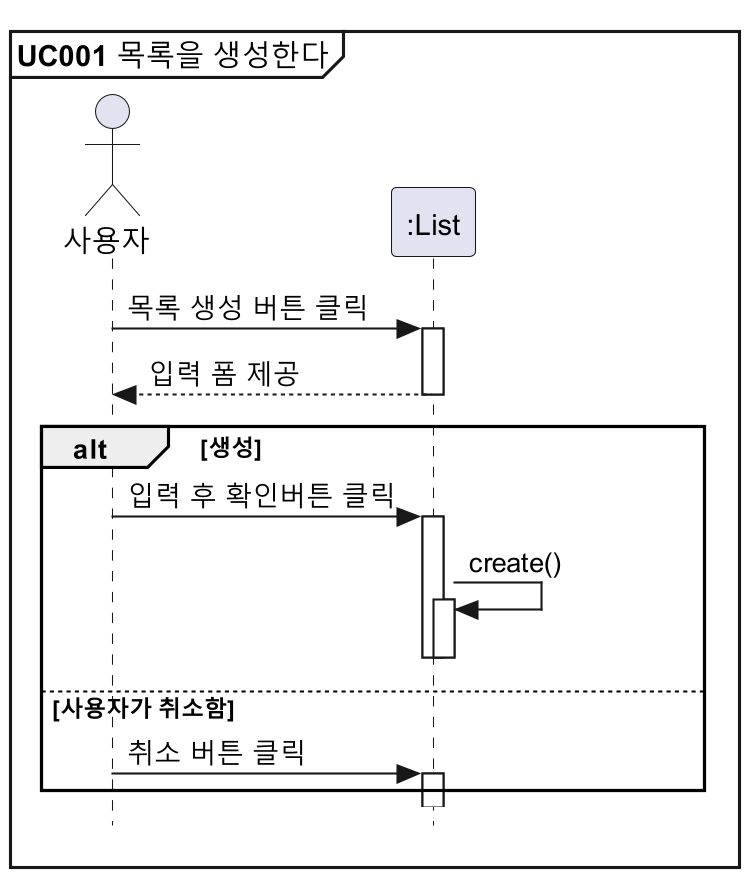 UC001 목록을 생성한다
사용자
:List
목록 생성 버튼 클릭
입력 폼 제공
alt [생성]
입력 후 확인버튼 클릭
create()
[사용자가 취소함]
취소 버튼 클릭